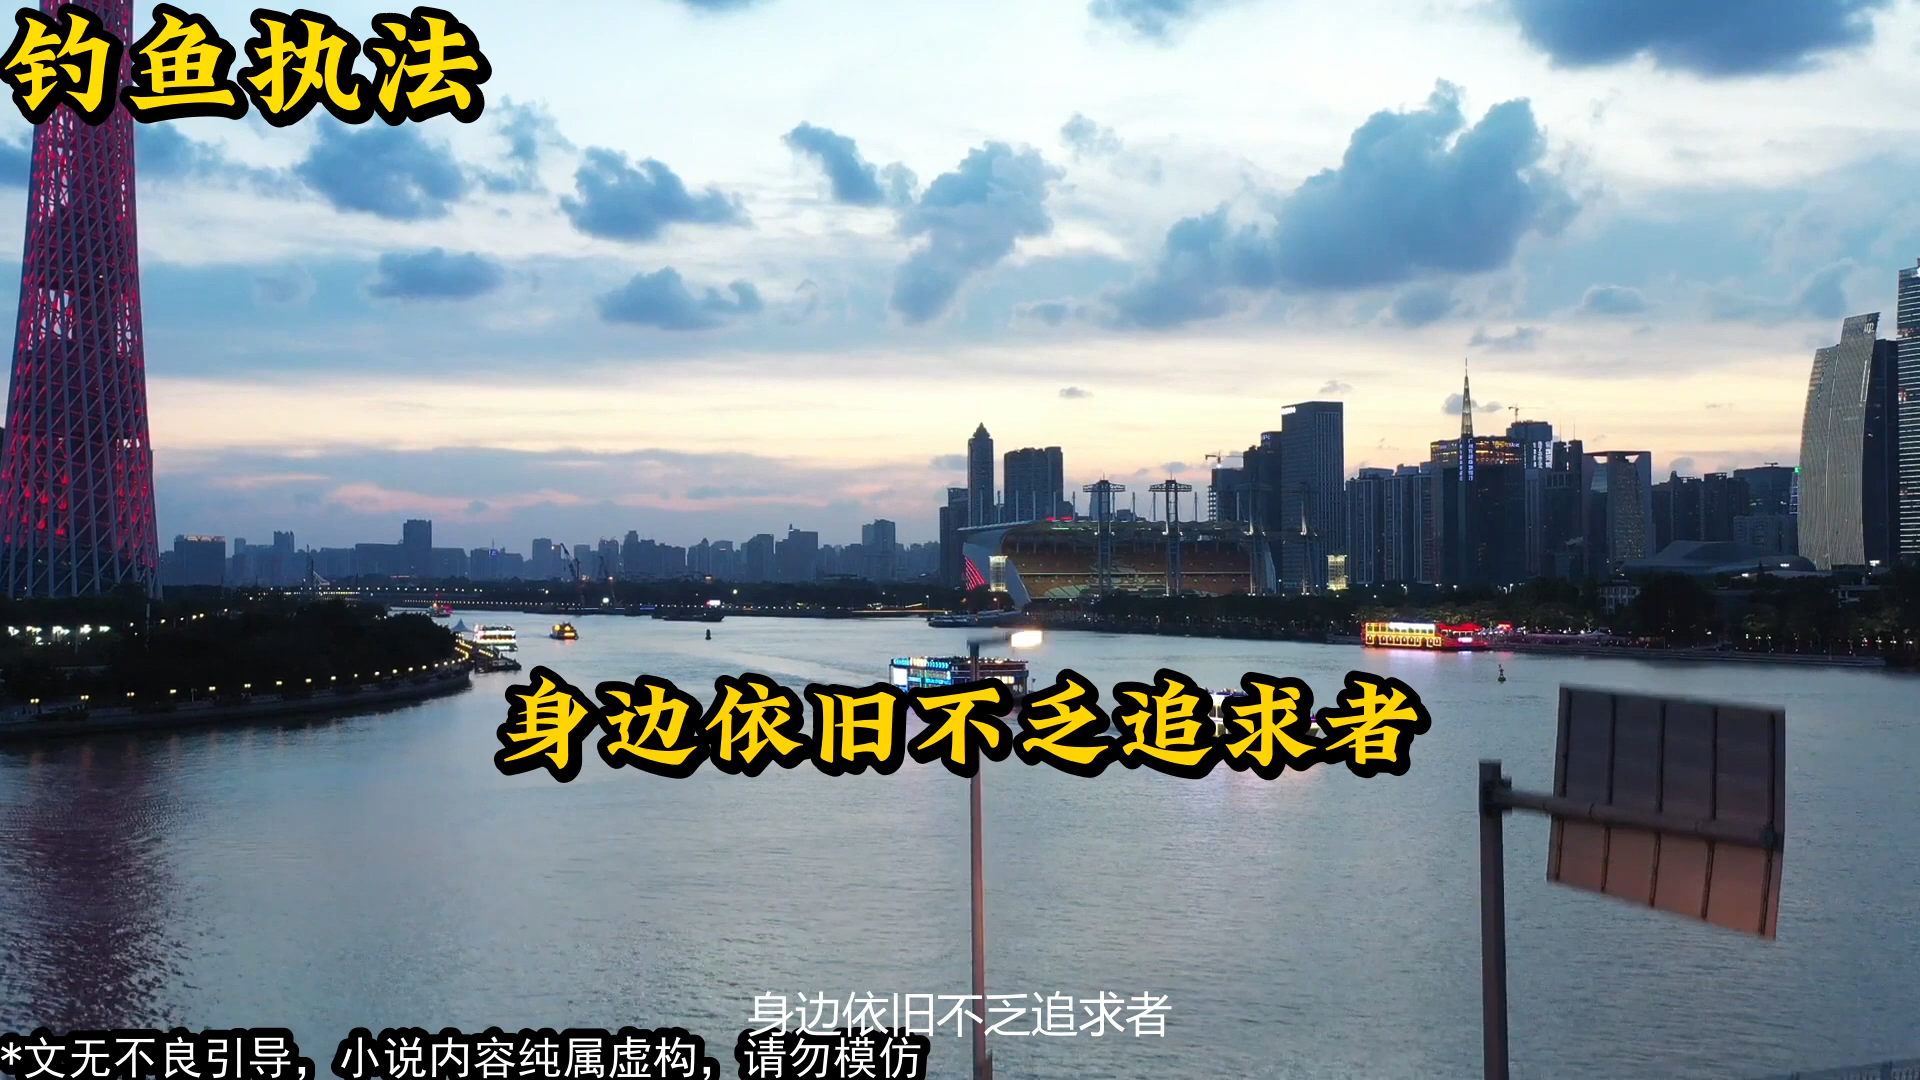 钓鱼执法
身边依旧不乏追求者
身边依旧不乏追求者
*文无不良引导，小说内容纯属虚构，请勿模仿